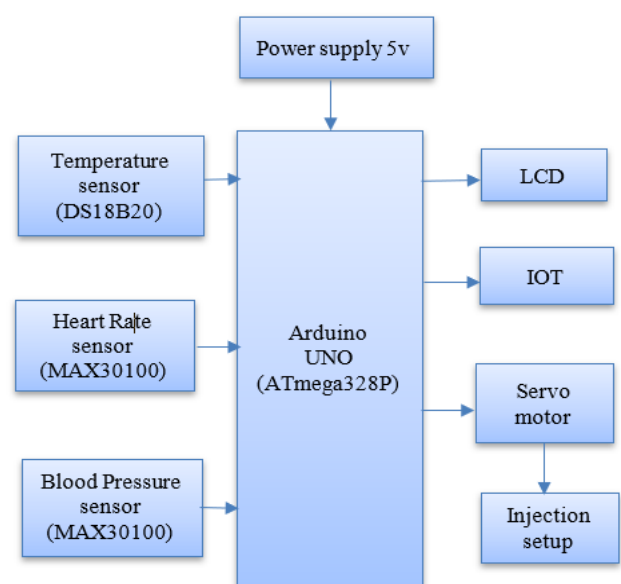 Power supply 5v
Temperature
sensor
(DS18B20)
Heart Rate
sensor
(MAX30100)
Blood Pressure
sensor
(MAX30100)
Arduino
UNO
(ATmega328P)
LCD
IOT
Servo
motor
Injection
setup